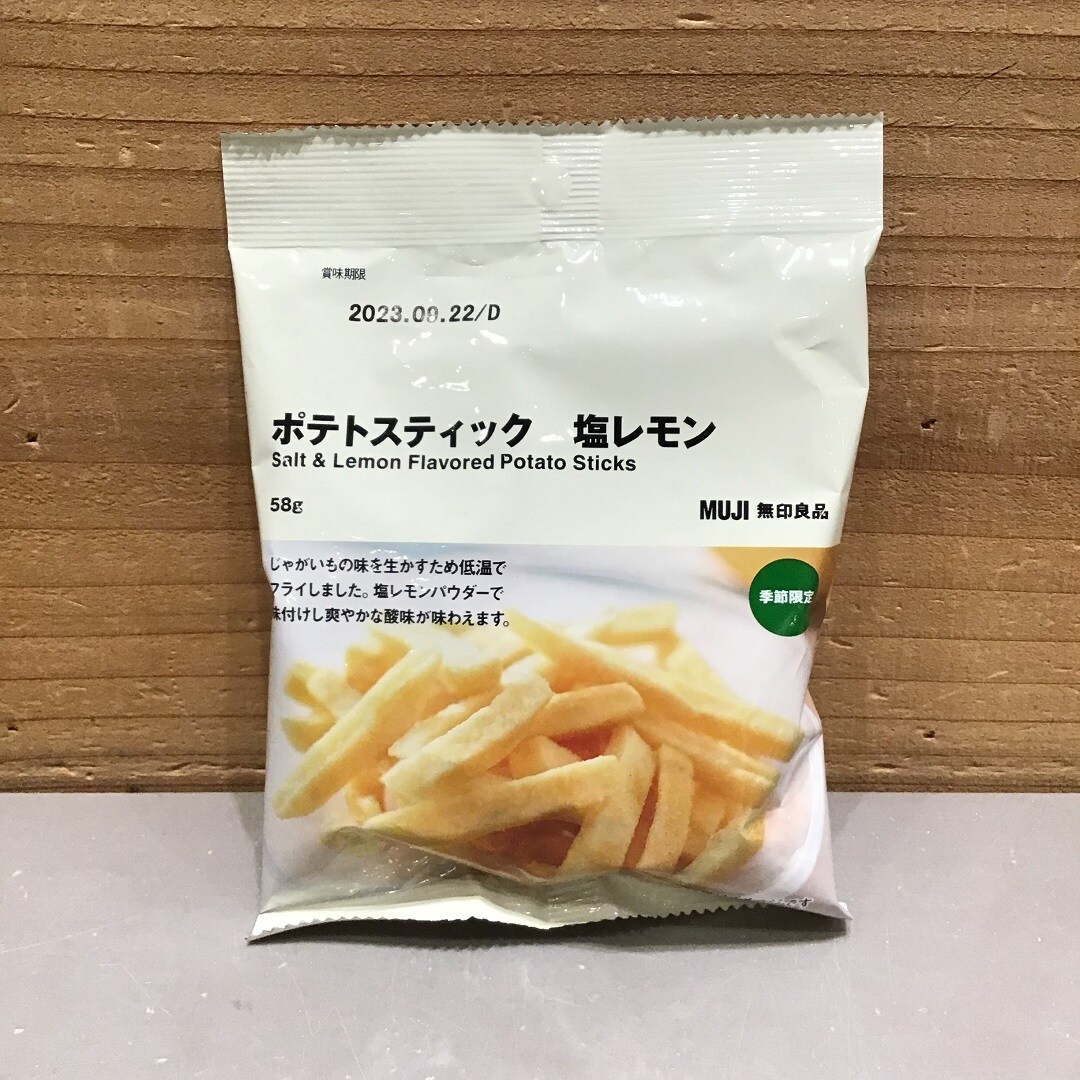 賞味期限
2023.09.22/D
ポテトスティック 塩レモン
Salt & Lemon Flavored Potato Sticks
58g
MUJI 無印良品
じゃがいもの味を生かすため低温で
フライしました。塩レモンパウダーで
味付けし爽やかな酸味が味わえます。
季節限定
です